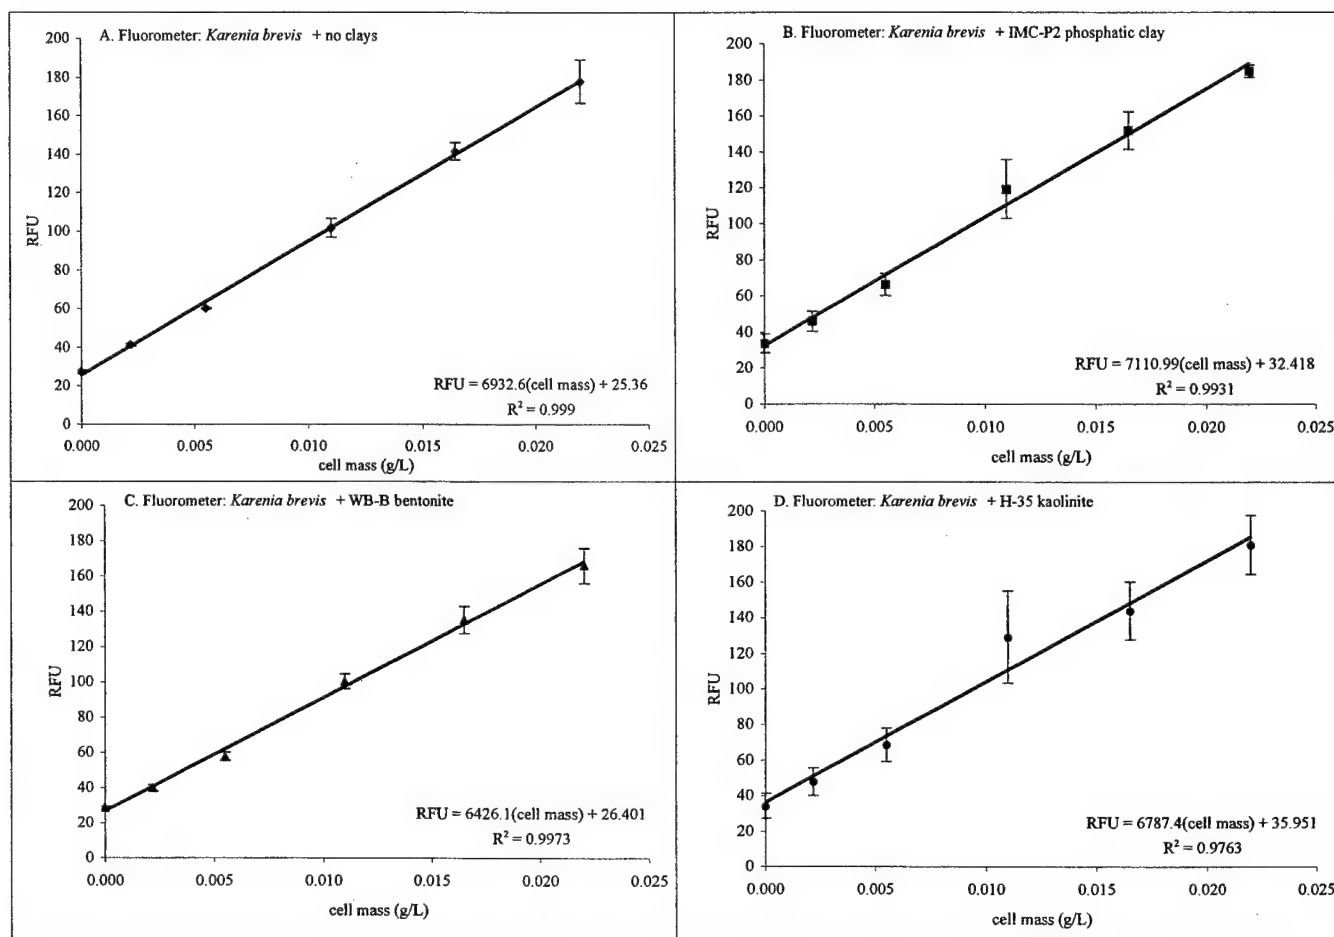 A. Fluorometer: Karenia brevis + no clays
200
180
160
140
120
100
80
60
40
20
0
RFU
RFU = 6932.6(cell mass) + 25.36
R² = 0.999
0.000 0.005 0.010 0.015 0.020 0.025
cell mass (g/L)
B. Fluorometer: Karenia brevis + IMC-P2 phosphatic clay
200
180
160
140
120
100
80
60
40
20
0
RFU
RFU = 7110.99(cell mass) + 32.418
R² = 0.9931
0.000 0.005 0.010 0.015 0.020 0.025
cell mass (g/L)
C. Fluorometer: Karenia brevis + WB-B bentonite
200
180
160
140
120
100
80
60
40
20
0
RFU
RFU = 6426.1(cell mass) + 26.401
R² = 0.9973
0.000 0.005 0.010 0.015 0.020 0.025
cell mass (g/L)
D. Fluorometer: Karenia brevis + H-35 kaolinite
200
180
160
140
120
100
80
60
40
20
0
RFU
RFU = 6787.4(cell mass) + 35.951
R² = 0.9763
0.000 0.005 0.010 0.015 0.020 0.025
cell mass (g/L)